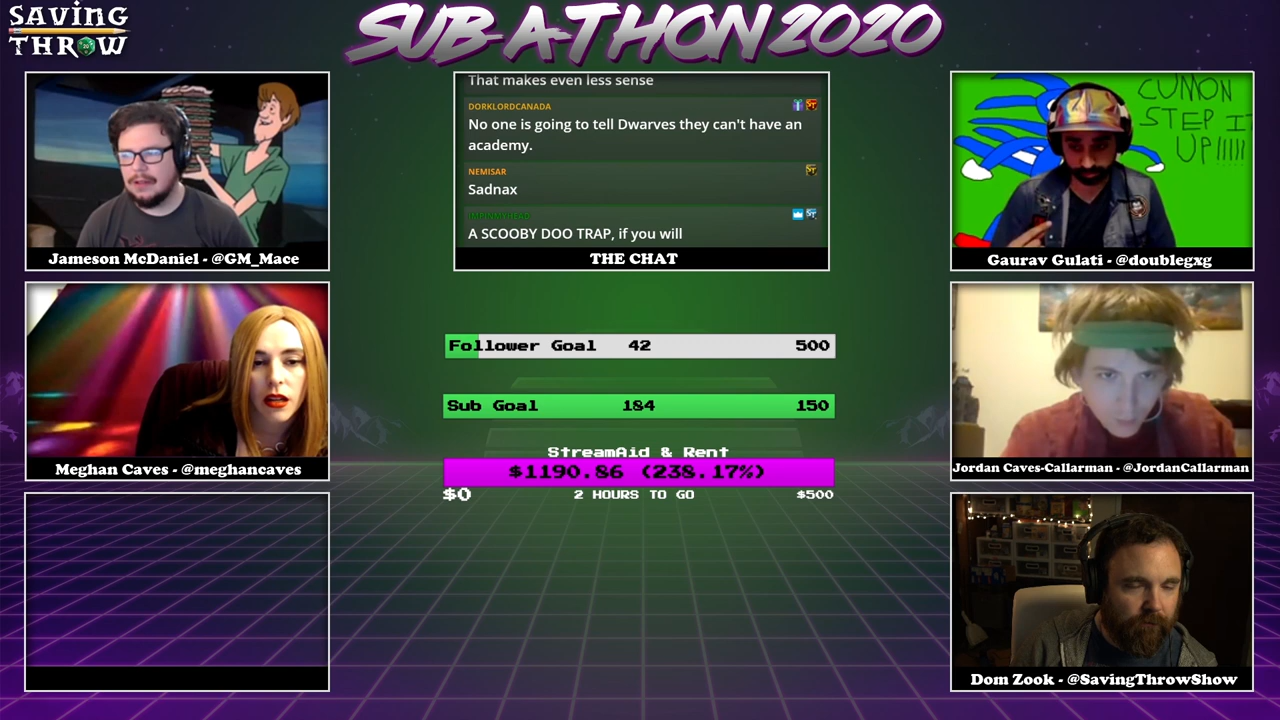 SAVING
THROW
SUB-A-THON 2020
That makes even less sense
DORKLORDCANADA
No one is going to tell Dwarves they can't have an
academy.
NEMISAR
Sadnax
A SCOOBY DOO TRAP, if you will
THE CHAT
Jameson McDaniel - @GM_Mace
CUMON
STEP IT
UP!!!!!
Gaurav Gulati - @doublegxg
Follower Goal 42 500
Sub Goal 184 150
StreamAid & Rent
$1190.86 (238.17%)
$0 2 HOURS TO GO $500
Meghan Caves - @meghancaves
Jordan Caves-Callarman - @JordanCallarman
Dom Zook - @SavingThrowShow